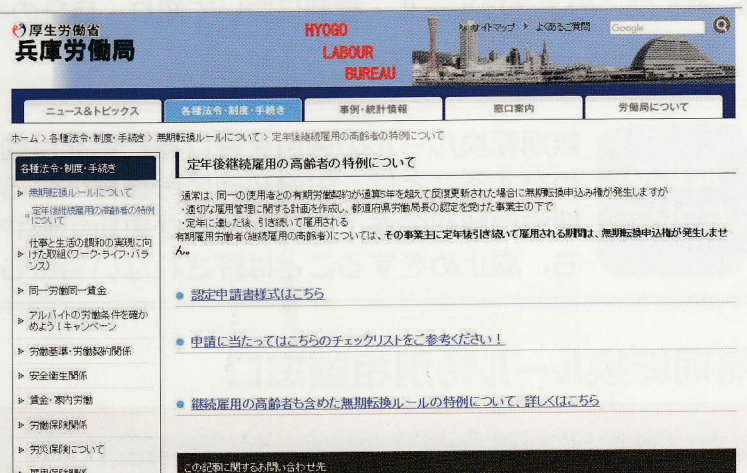 厚生労働省
兵庫労働局
HYOGO
LABOUR
BUREAU
サイトマップ よくあるご質問 Google
ニュース&トピックス 各種法令・制度・手続き 事例・統計情報 窓口案内 労働局について
ホーム > 各種法令・制度・手続き > 無期転換ルールについて > 定年後継続雇用の高齢者の特例について
各種法令・制度・手続き
無期転換ルールについて
定年後継続雇用の高齢者の特例
について
仕事と生活の調和の実現に向
けた取組(ワーク・ライフ・バラ
ンス)
同一労働同一賃金
アルバイトの労働条件を確か
めよう!キャンペーン
労働基準・労働契約関係
安全衛生関係
賃金・家内労働
労働保険関係
労災保険について
雇用保険関係
定年後継続雇用の高齢者の特例について
通常は、同一の使用者との有期労働契約が通算5年を超えて反復更新された場合に無期転換申込み権が発生しますが
・適切な雇用管理に関する計画を作成し、都道府県労働局長の認定を受けた事業主の下で
・定年に達した後、引き続いて雇用される
有期雇用労働者(継続雇用の高齢者)については、その事業主に定年後引き続いて雇用される期間は、無期転換申込権が発生しませ
ん。
認定申請書様式はこちら
申請に当たってはこちらのチェックリストをご参考ください!
継続雇用の高齢者も含めた無期転換ルールの特例について、詳しくはこちら
この記事に関するお問い合わせ先